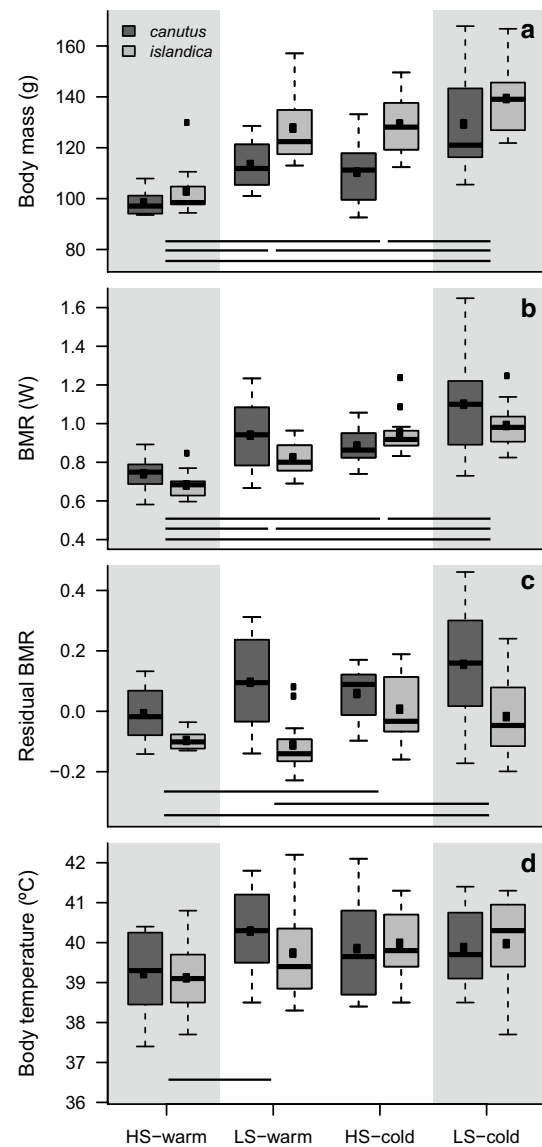 canutus
islandica
a
Body mass (g)
160
140
120
100
80
b
BMR (W)
1.6
1.4
1.2
1.0
0.8
0.6
0.4
c
Residual BMR
0.4
0.2
0.0
−0.2
d
Body temperature (ºC)
42
41
40
39
38
37
36
HS−warm LS−warm HS−cold LS−cold